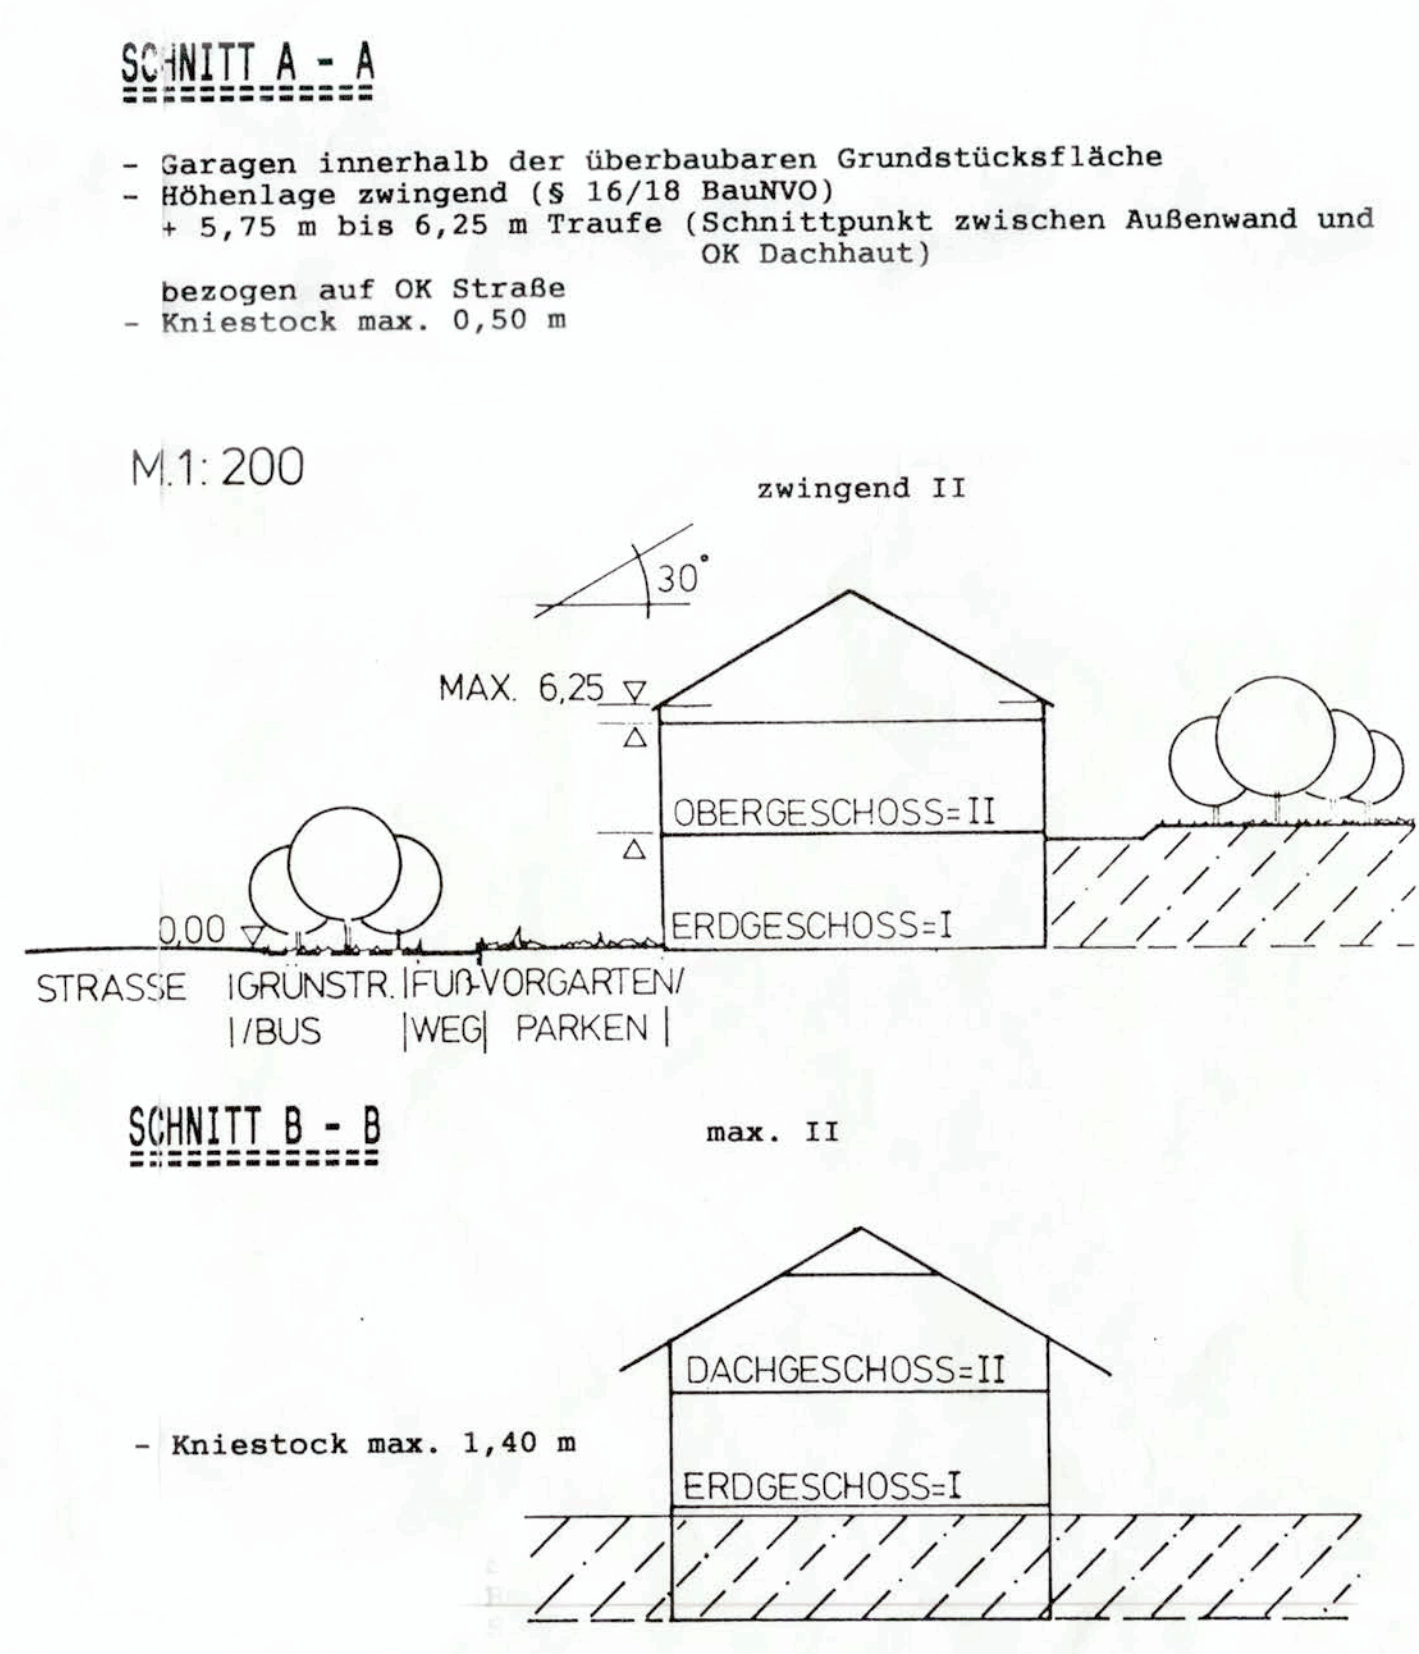 SCHNITT A - A
- Garagen innerhalb der überbaubaren Grundstücksfläche
- Höhenlage zwingend (§ 16/18 BauNVO)
+ 5,75 m bis 6,25 m Traufe (Schnittpunkt zwischen Außenwand und
OK Dachhaut)
bezogen auf OK Straße
- Kniestock max. 0,50 m
M.1:200
zwingend II
30°
MAX. 6,25
OBERGESCHOSS=II
0,00
ERDGESCHOSS=I
STRASSE |GRÜNSTR. |FUß-VORGARTEN/
|/BUS |WEG| PARKEN |
SCHNITT B - B
max. II
DACHGESCHOSS=II
- Kniestock max. 1,40 m
ERDGESCHOSS=I